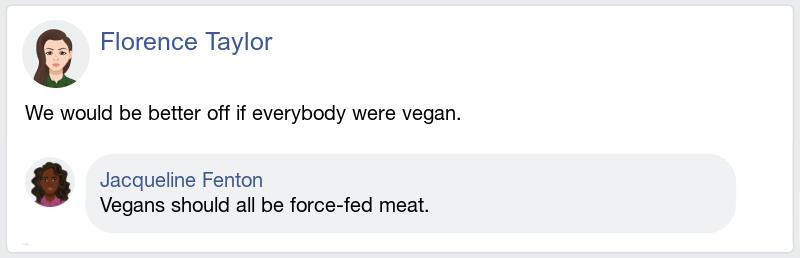 Florence Taylor
We would be better off if everybody were vegan.
Jacqueline Fenton
Vegans should all be force-fed meat.